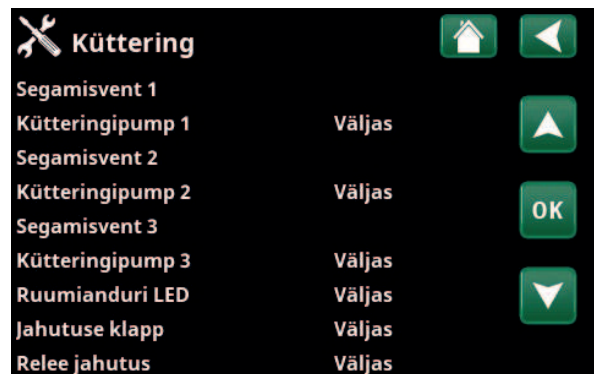 Küttering
Segamisvent 1
Kütteringipump 1 Väljas
Segamisvent 2
Kütteringipump 2 Väljas
OK
Segamisvent 3
Kütteringipump 3 Väljas
Ruumianduri LED Väljas
Jahutuse klapp Väljas
Relee jahutus Väljas